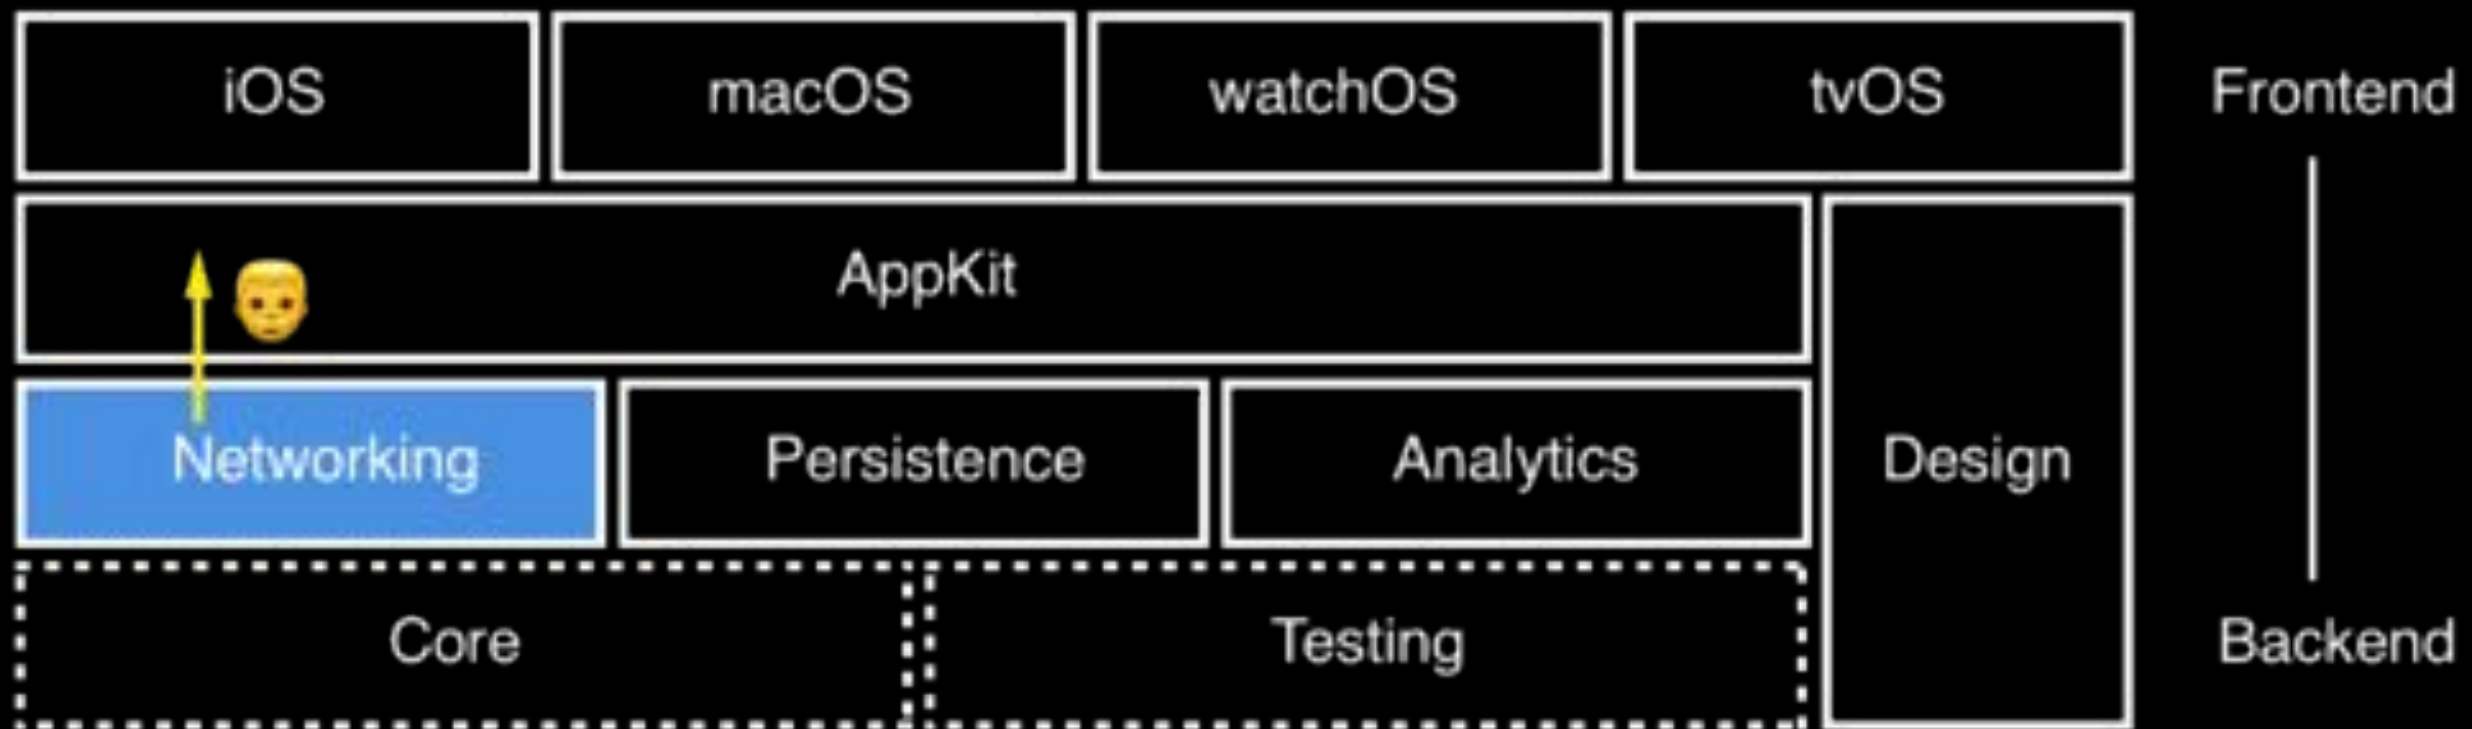 iOS
macOS
watchOS
tvOS
Frontend
AppKit
Networking
Persistence
Analytics
Design
Core
Testing
Backend